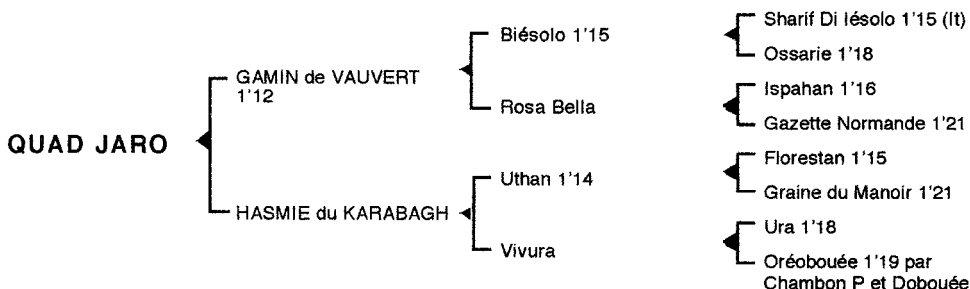 QUAD JARO
GAMIN de VAUVERT
1'12
HASMIE du KARABAGH
Biésolo 1'15
Rosa Bella
Uthan 1'14
Vivura
Sharif Di Iésolo 1'15 (It)
Ossarie 1'18
Ispahan 1'16
Gazette Normande 1'21
Florestan 1'15
Graine du Manoir 1'21
Ura 1'18
Oréobouée 1'19 par
Chambon P et Dobouée